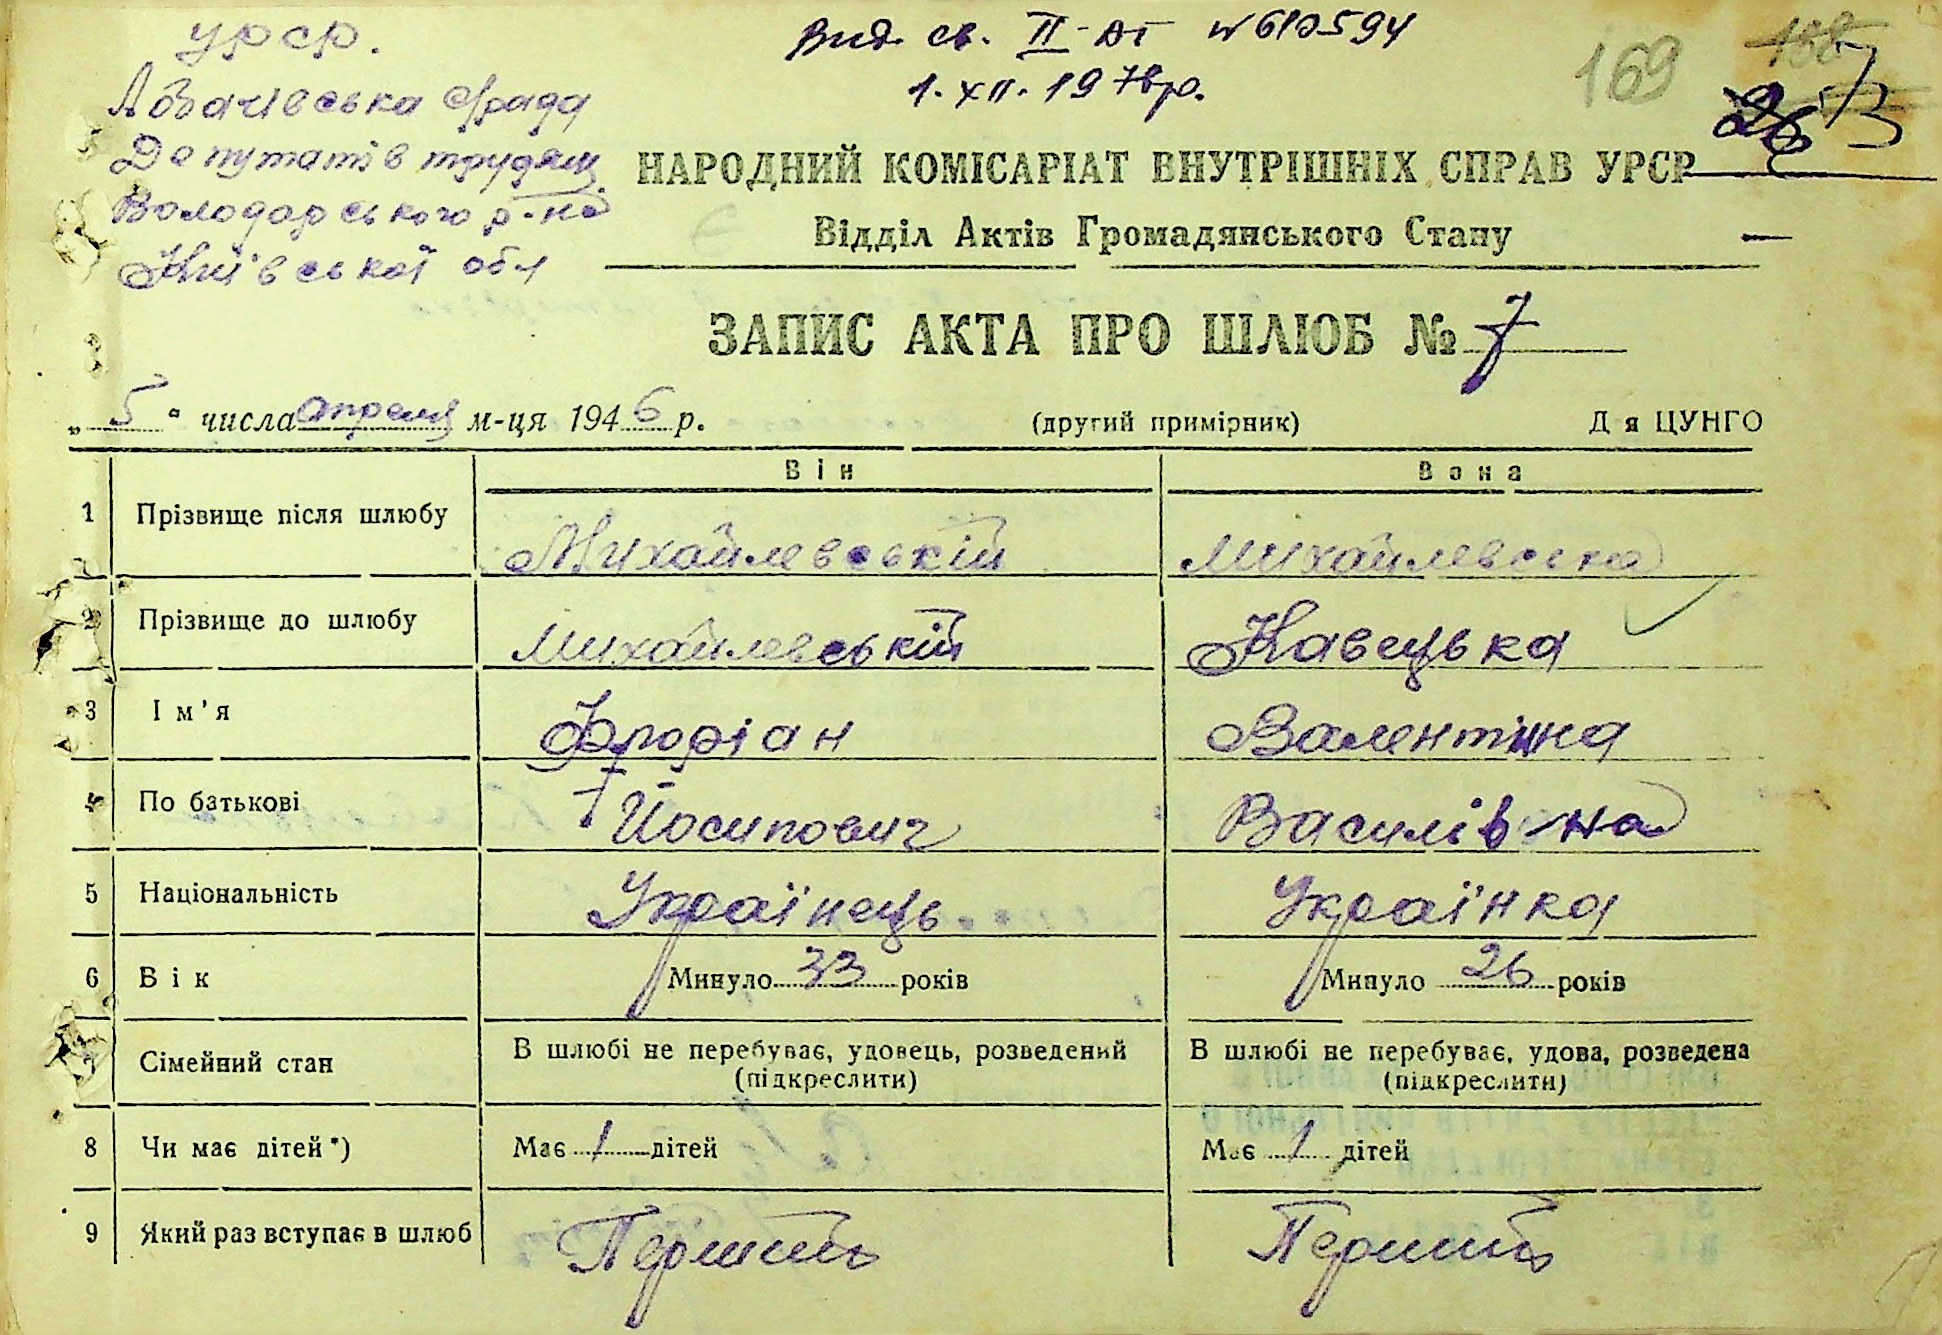 УРСР.
Лобачівська с/рада
Депутатів трудящ
Володарського р-на
Київської обл
Вид. св. II-АГ № 610594
1. XII. 1978 р.
169
158
26
73
НАРОДНИЙ КОМІСАРІАТ ВНУТРІШНІХ СПРАВ УРСР
Відділ Актів Громадянського Стану
ЗАПИС АКТА ПРО ШЛЮБ № 7
„5" числа апреля м-ця 1946 р. (другий примірник) Д я ЦУНГО
Він Вона
1 Прізвище після шлюбу Михайлевський Михайлевська
2 Прізвище до шлюбу Михайлевський Кавецька
3 Ім'я Флоріан Валентина
4 По батькові Йосипович Василівна
5 Національність Українець Українка
6 Вік Минуло 33 років Минуло 26 років
7 Сімейний стан В шлюбі не перебуває, удовець, розведений (підкреслити) В шлюбі не перебуває, удова, розведена (підкреслити)
8 Чи має дітей*) Має 1 дітей Має 1 дітей
9 Який раз вступає в шлюб Перший Перший